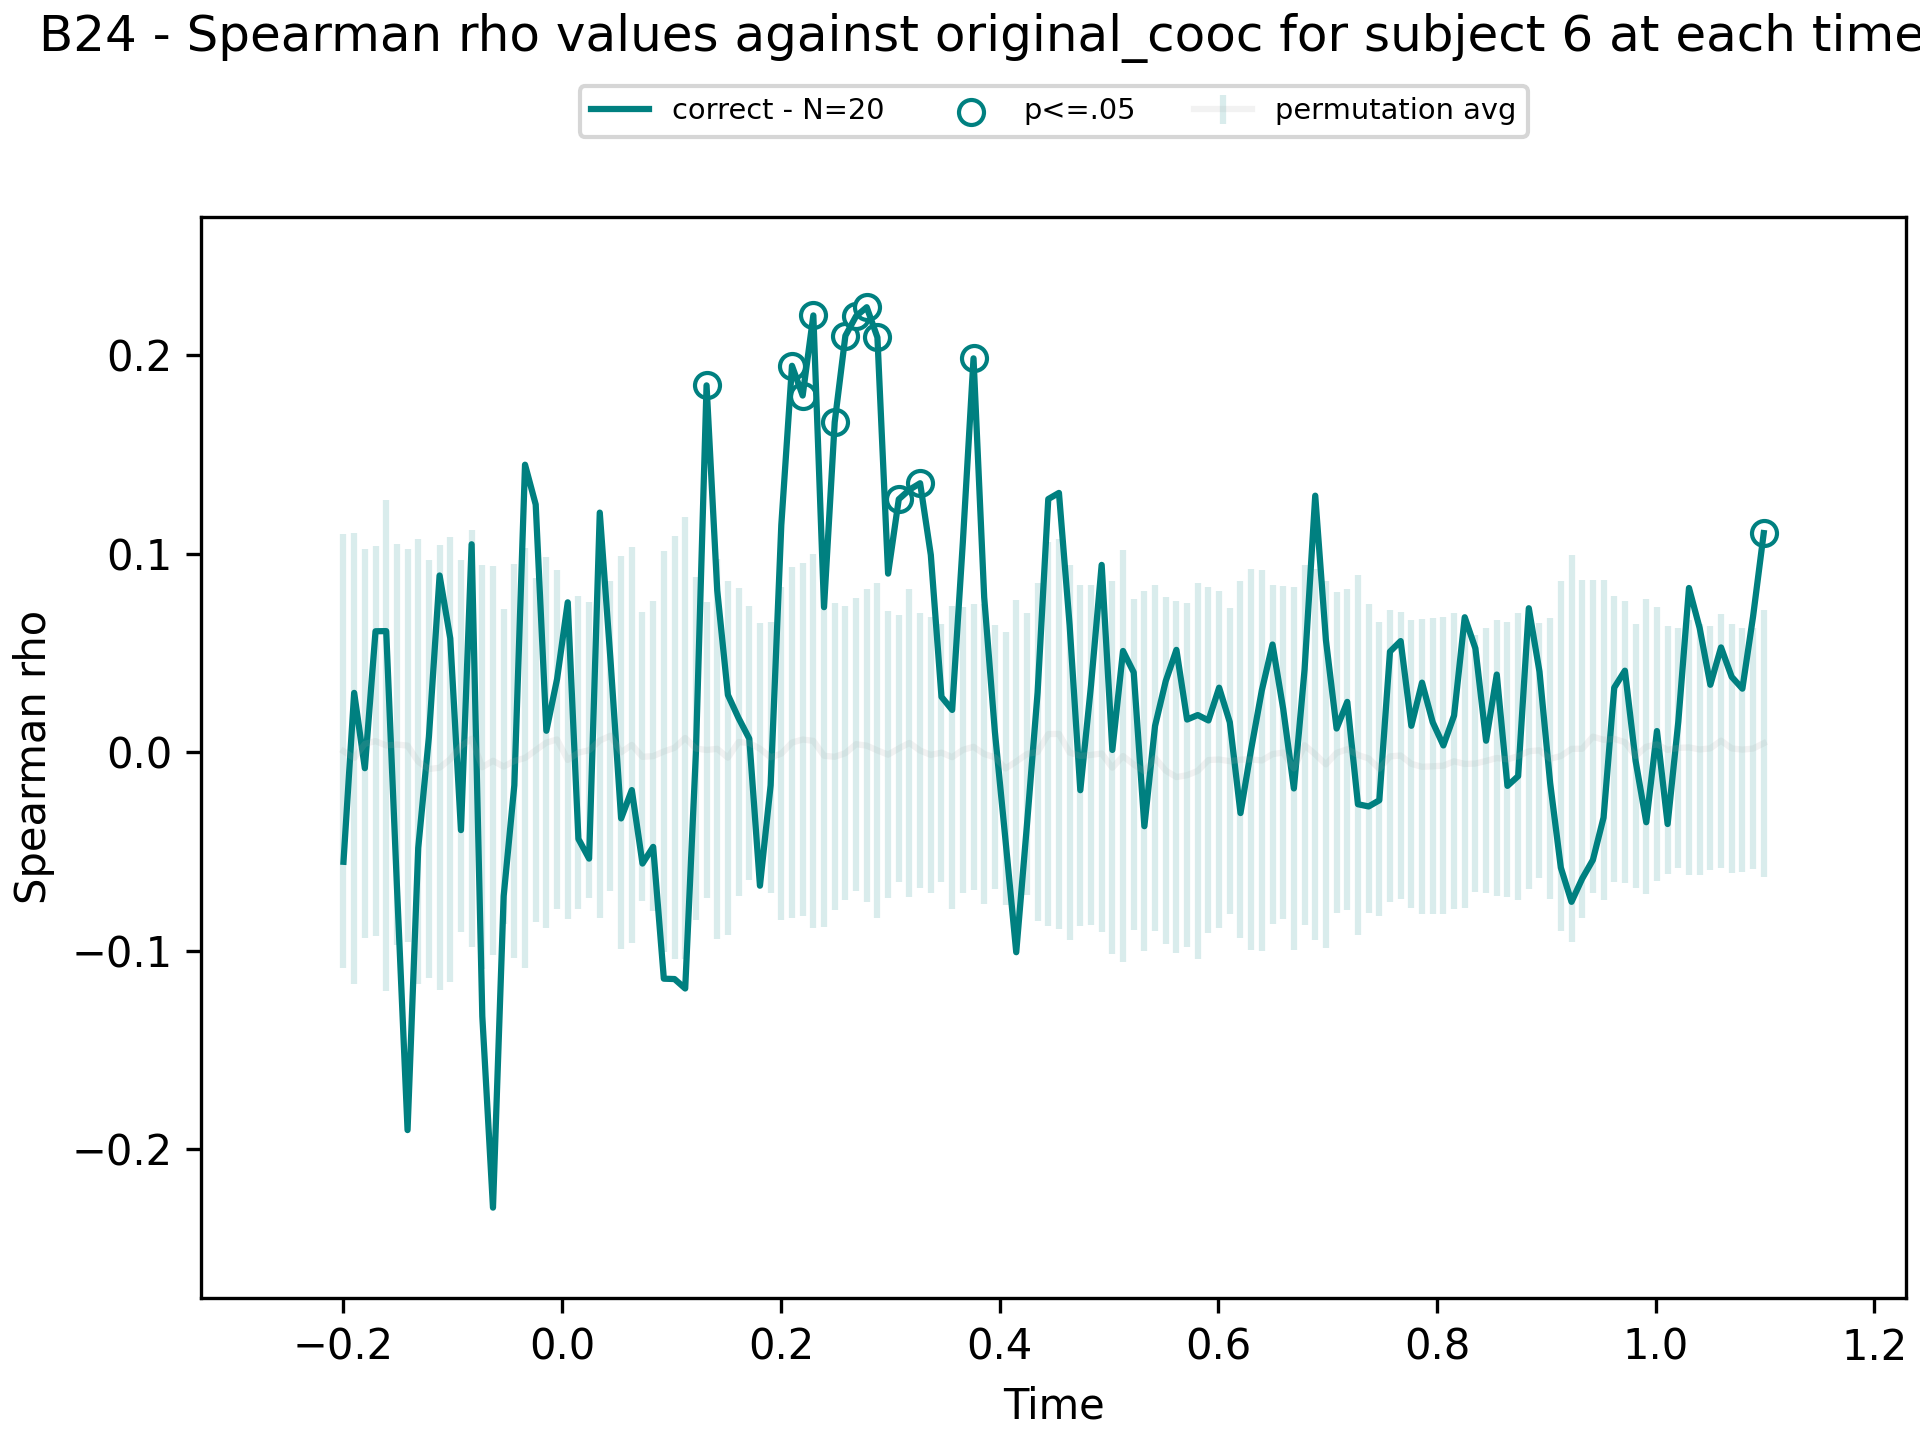 B24 - Spearman rho values against original_cooc for subject 6 at each time
correct - N=20 p<=.05 permutation avg
Spearman rho
0.2
0.1
0.0
−0.1
−0.2
−0.2 0.0 0.2 0.4 0.6 0.8 1.0 1.2
Time